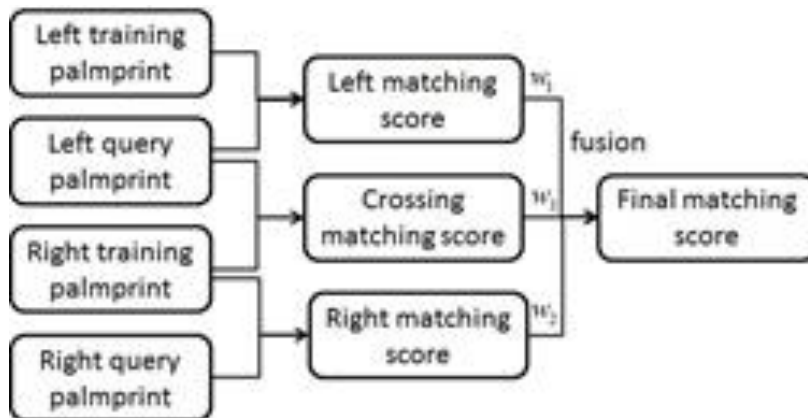 Left training
palmprint
Left query
palmprint
Right training
palmprint
Right query
palmprint
Left matching
score
Crossing
matching score
Right matching
score
w₁
w₃
w₂
fusion
Final matching
score